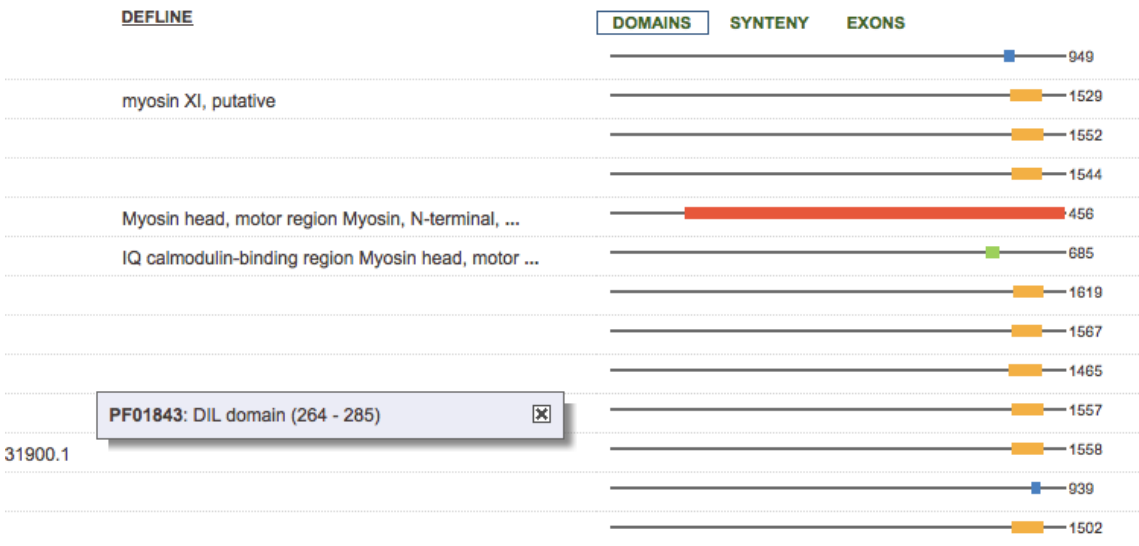 DEFLINE DOMAINS SYNTENY EXONS
949
myosin XI, putative 1529
1552
1544
Myosin head, motor region Myosin, N-terminal, ... 456
IQ calmodulin-binding region Myosin head, motor ... 685
1619
1567
1465
PF01843: DIL domain (264 - 285) 1557
31900.1 1558
939
1502